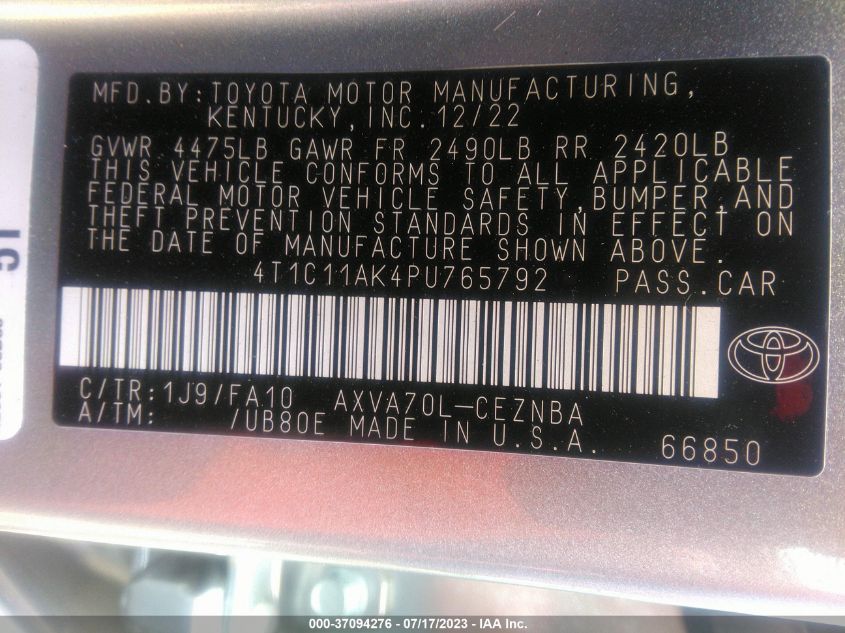 MFD.BY:TOYOTA MOTOR MANUFACTURING,
KENTUCKY,INC.12/22
GVWR 4475LB GAWR FR 2490LB RR 2420LB
THIS VEHICLE CONFORMS TO ALL APPLICABLE
FEDERAL MOTOR VEHICLE SAFETY,BUMPER,AND
THEFT PREVENTION STANDARDS IN EFFECT ON
THE DATE OF MANUFACTURE SHOWN ABOVE.
4T1C11AK4PU765792 PASS.CAR
C/TR:1J9/FA10 AXVA70L-CEZNBA
A/TM: /UB80E MADE IN U.S.A. 66850
000-37094276 - 07/17/2023 - IAA Inc.